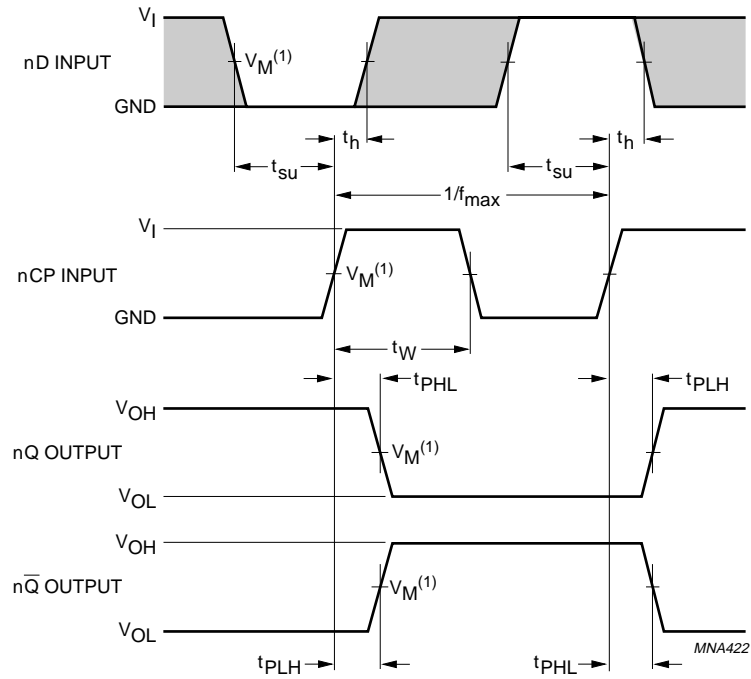 V_I
nD INPUT
V_M^(1)
GND
t_h
t_h
t_su
t_su
1/f_max
V_I
nCP INPUT
V_M^(1)
GND
t_W
t_PHL
t_PLH
V_OH
nQ OUTPUT
V_M^(1)
V_OL
V_OH
nQ̅ OUTPUT
V_M^(1)
V_OL
MNA422
t_PLH
t_PHL